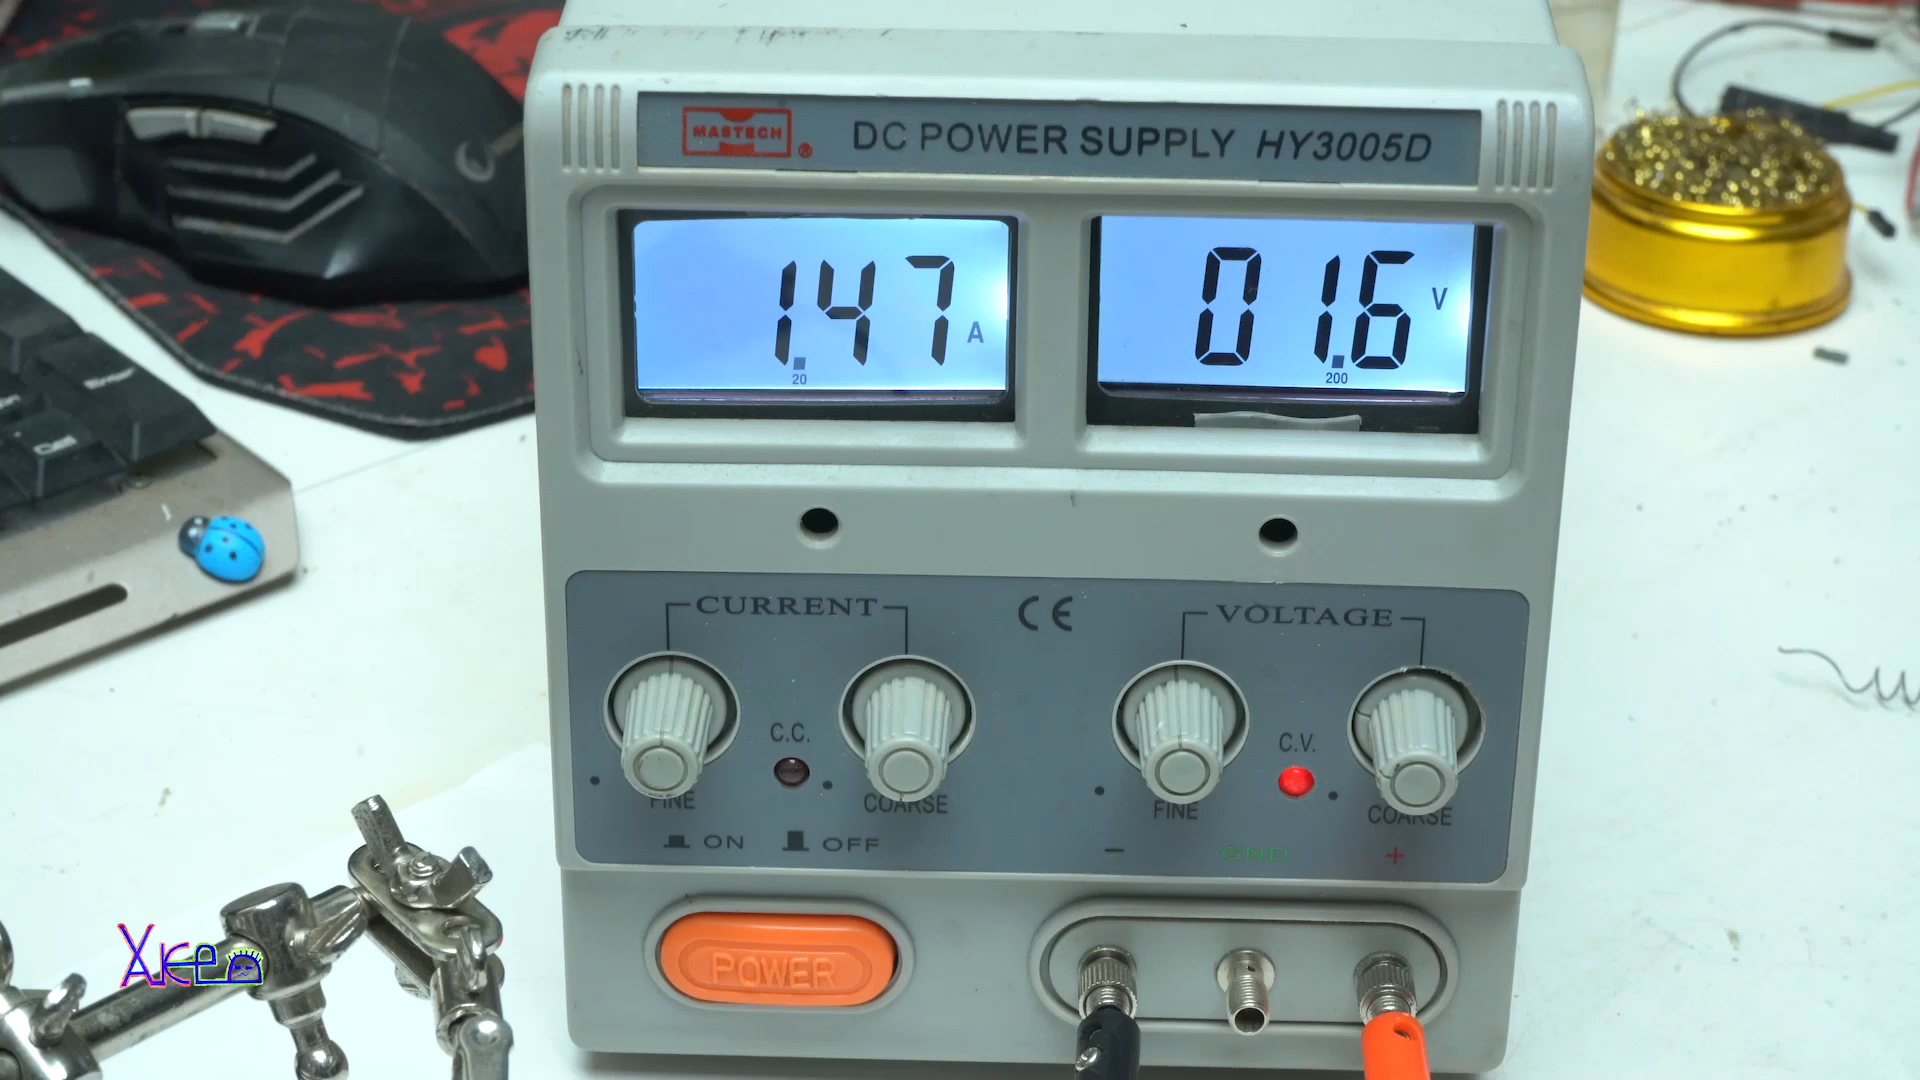 MASTECH ®
DC POWER SUPPLY HY3005D
1.47 A
20
01.6 V
200
CURRENT
CE
VOLTAGE
C.C.
C.V.
FINE
COARSE
FINE
COARSE
ON
OFF
−
GND
+
POWER
Enter